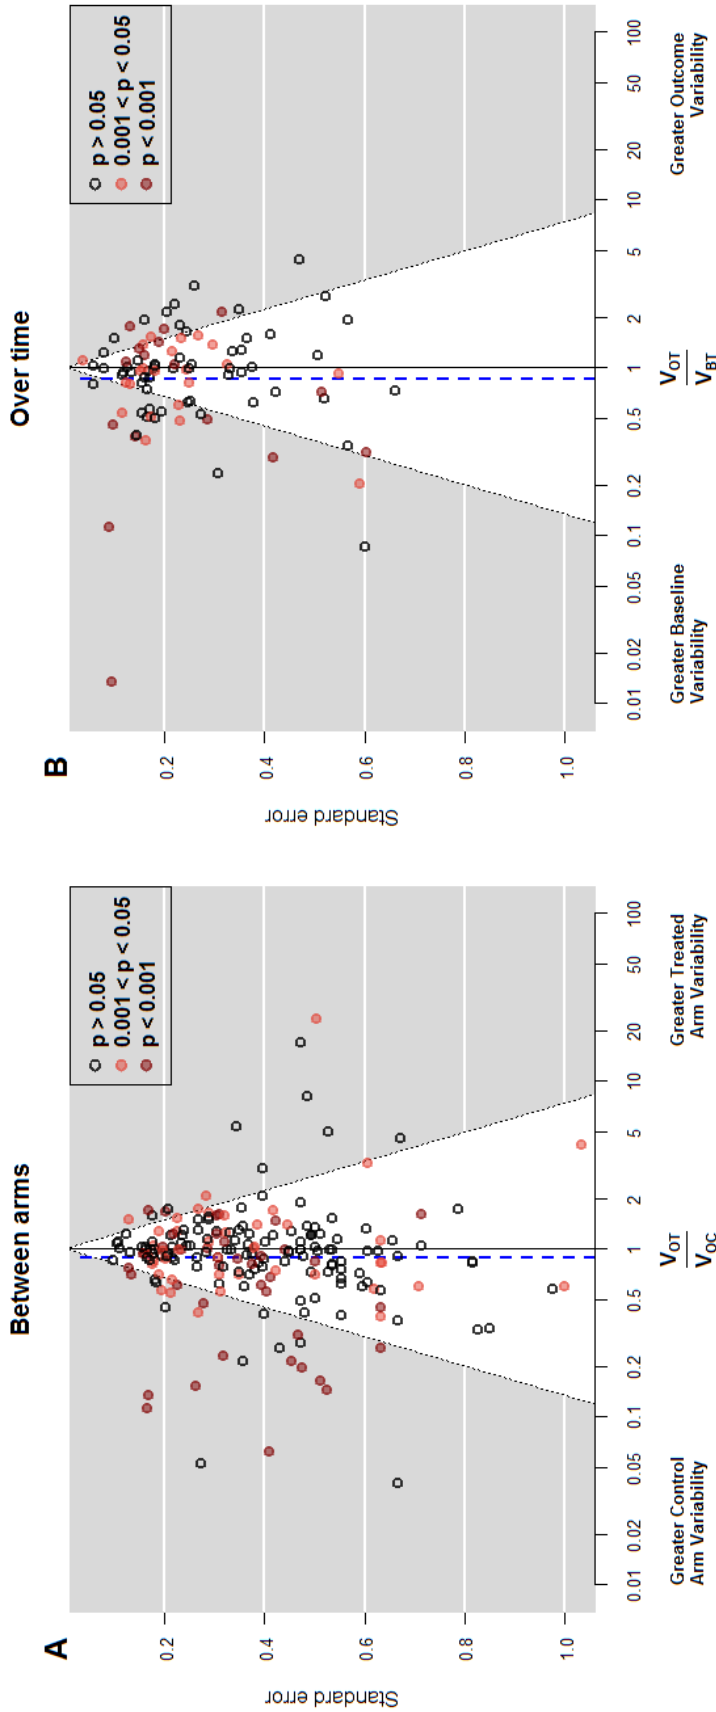 A
Between arms
p > 0.05
0.001 < p < 0.05
p < 0.001
Standard error
0.2
0.4
0.6
0.8
1.0
0.01
0.02
0.05
0.1
0.2
0.5
1
2
5
10
20
50
100
Greater Control
Arm Variability
VOT
VOC
Greater Treated
Arm Variability
B
Over time
p > 0.05
0.001 < p < 0.05
p < 0.001
Standard error
0.2
0.4
0.6
0.8
1.0
0.01
0.02
0.05
0.1
0.2
0.5
1
2
5
10
20
50
100
Greater Baseline
Variability
VOT
VBT
Greater Outcome
Variability